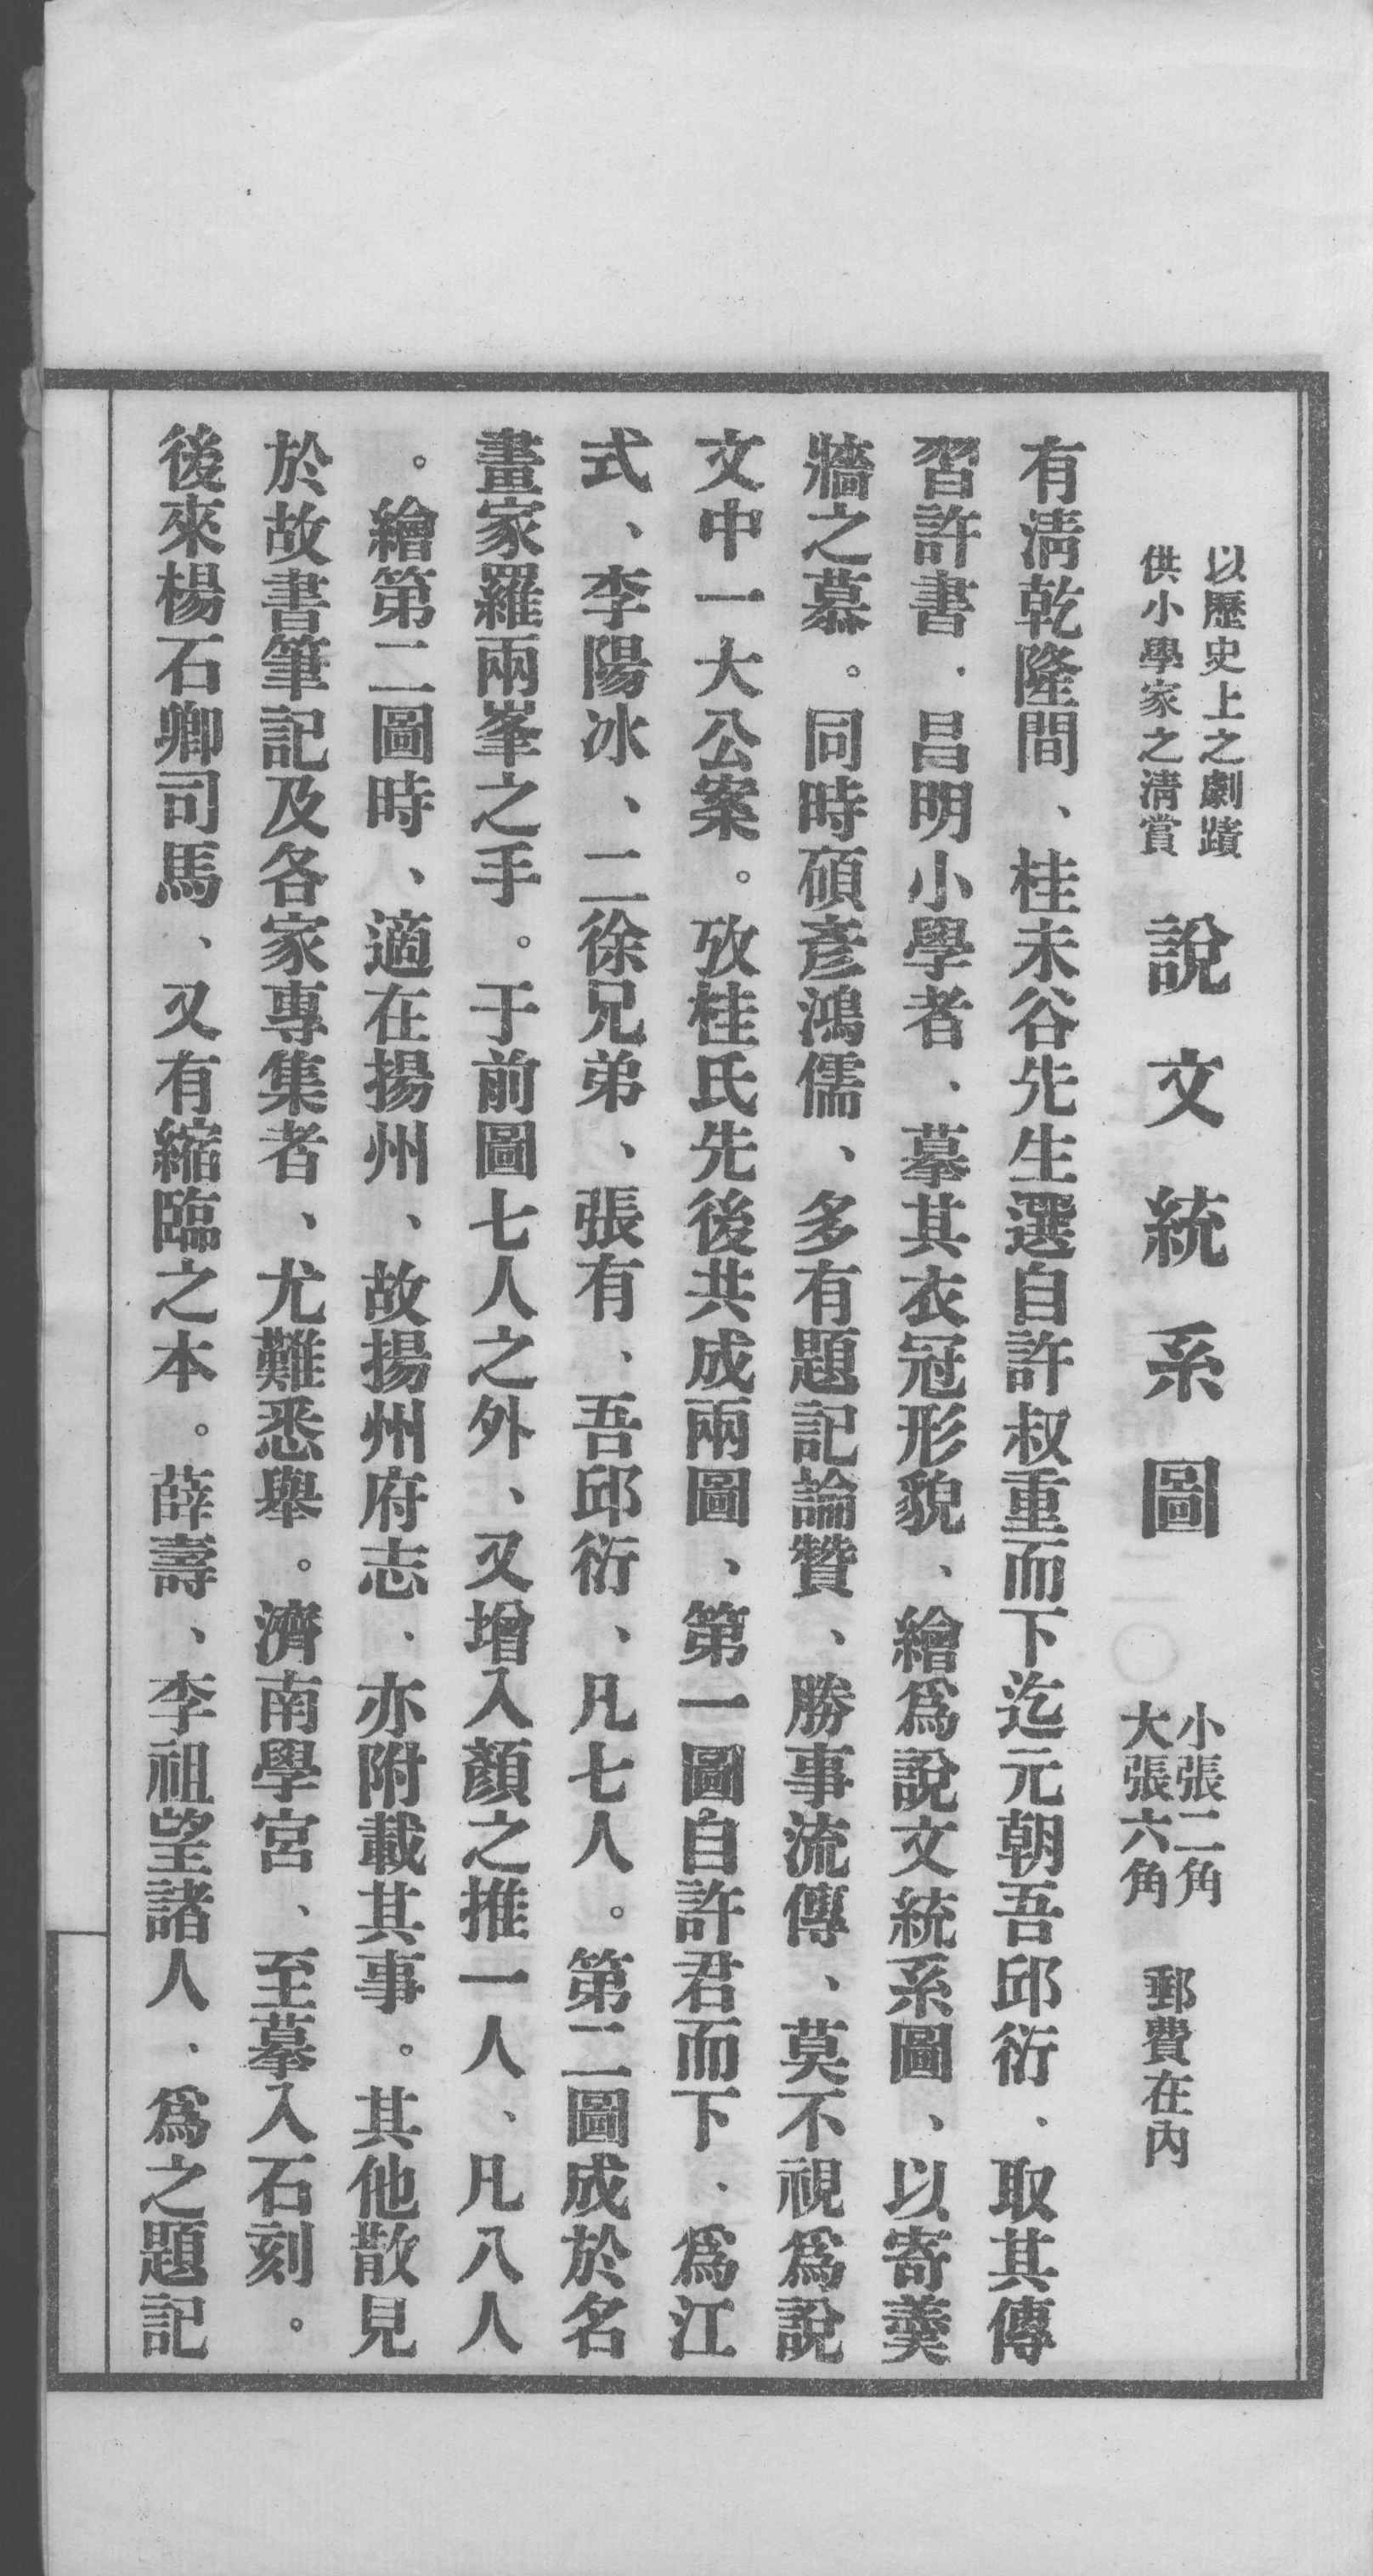 以歷史上之劇蹟
供小學家之清賞
說文統系圖
小張二角
大張六角
郵費在內
有清乾隆間、桂未谷先生選自許叔重而下迄元朝吾邱衍、取其傳
習許書、昌明小學者、摹其衣冠形貌、繪爲說文統系圖、以寄羹
牆之慕。同時碩彥鴻儒、多有題記論贊、勝事流傳、莫不視爲說
文中一大公案。攷桂氏先後共成兩圖、第一圖自許君而下、爲江
式、李陽冰、二徐兄弟、張有、吾邱衍、凡七人。第二圖成於名
畫家羅兩峯之手。于前圖七人之外、又增入顏之推一人、凡八人
。繪第二圖時、適在揚州、故揚州府志、亦附載其事。其他散見
於故書筆記及各家專集者、尤難悉舉。濟南學宮、至摹入石刻。
後來楊石卿司馬、又有縮臨之本。薛壽、李祖望諸人、爲之題記